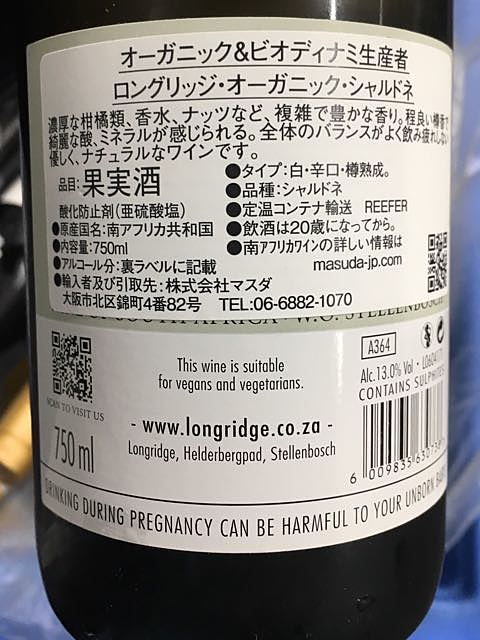 オーガニック&ビオディナミ生産者
ロングリッジ・オーガニック・シャルドネ
濃厚な柑橘類、香水、ナッツなど、複雑で豊かな香り。程良い樽香で
綺麗な酸、ミネラルが感じられる。全体のバランスがよく飲み疲れしない
優しく、ナチュラルなワインです。
品目:果実酒
酸化防止剤(亜硫酸塩)
●原産国名:南アフリカ共和国
●内容量:750ml
●アルコール分:裏ラベルに記載
●輸入者及び引取先:株式会社マスダ
大阪市北区錦町4番82号 TEL:06-6882-1070
●タイプ:白・辛口・樽熟成。
●品種:シャルドネ
●定温コンテナ輸送 REEFER
●飲酒は20歳になってから。
●南アフリカワインの詳しい情報は
masuda-jp.com
SOUTH AFRICA · W.O. STELLENBOSCH
SCAN TO VISIT US
750 ml
This wine is suitable
for vegans and vegetarians.
- www.longridge.co.za -
Longridge, Helderbergpad, Stellenbosch
A364
Alc.13.0% Vol ·
CONTAINS SULPHITES
6 009835 63013
DRINKING DURING PREGNANCY CAN BE HARMFUL TO YOUR UNBORN BABY